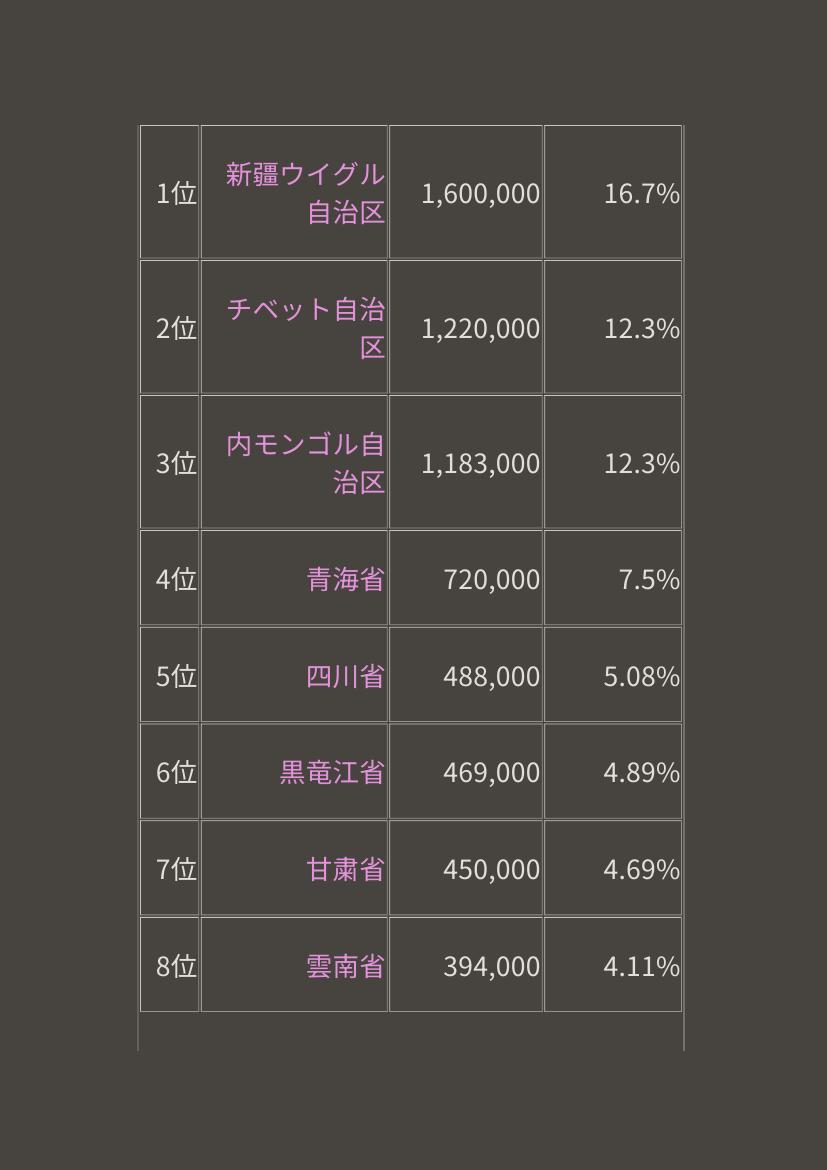 1位 新疆ウイグル自治区 1,600,000 16.7%
2位 チベット自治区 1,220,000 12.3%
3位 内モンゴル自治区 1,183,000 12.3%
4位 青海省 720,000 7.5%
5位 四川省 488,000 5.08%
6位 黒竜江省 469,000 4.89%
7位 甘粛省 450,000 4.69%
8位 雲南省 394,000 4.11%